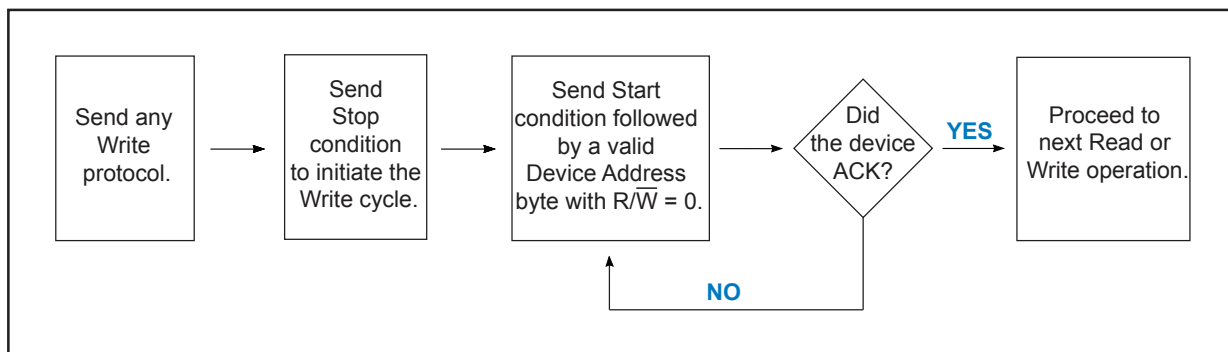 Send any
Write
protocol.
Send
Stop
condition
to initiate the
Write cycle.
Send Start
condition followed
by a valid
Device Address
byte with R/W̅ = 0.
Did
the device
ACK?
YES
NO
Proceed to
next Read or
Write operation.